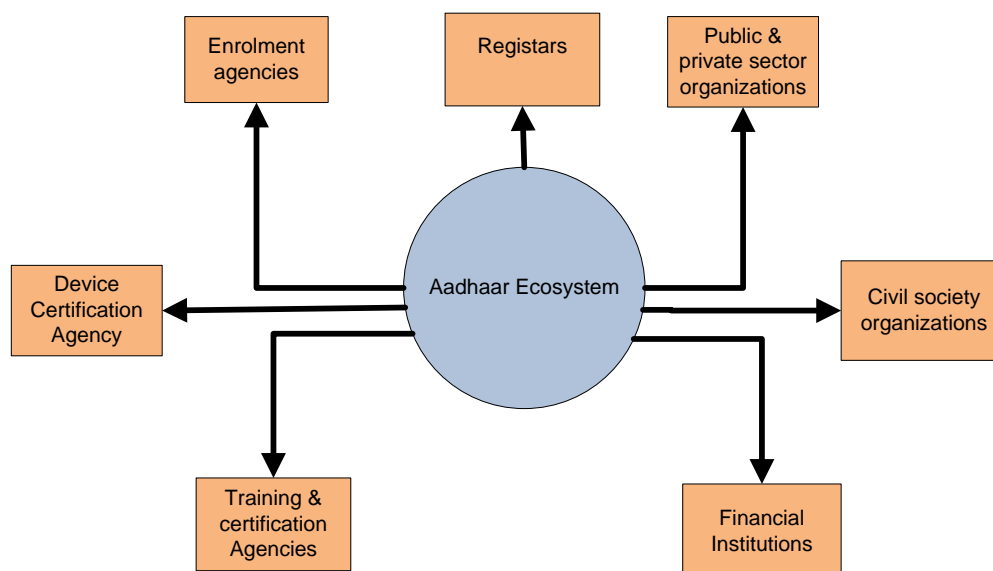 Enrolment
agencies
Registars
Public &
private sector
organizations
Aadhaar Ecosystem
Device
Certification
Agency
Civil society
organizations
Training &
certification
Agencies
Financial
Institutions